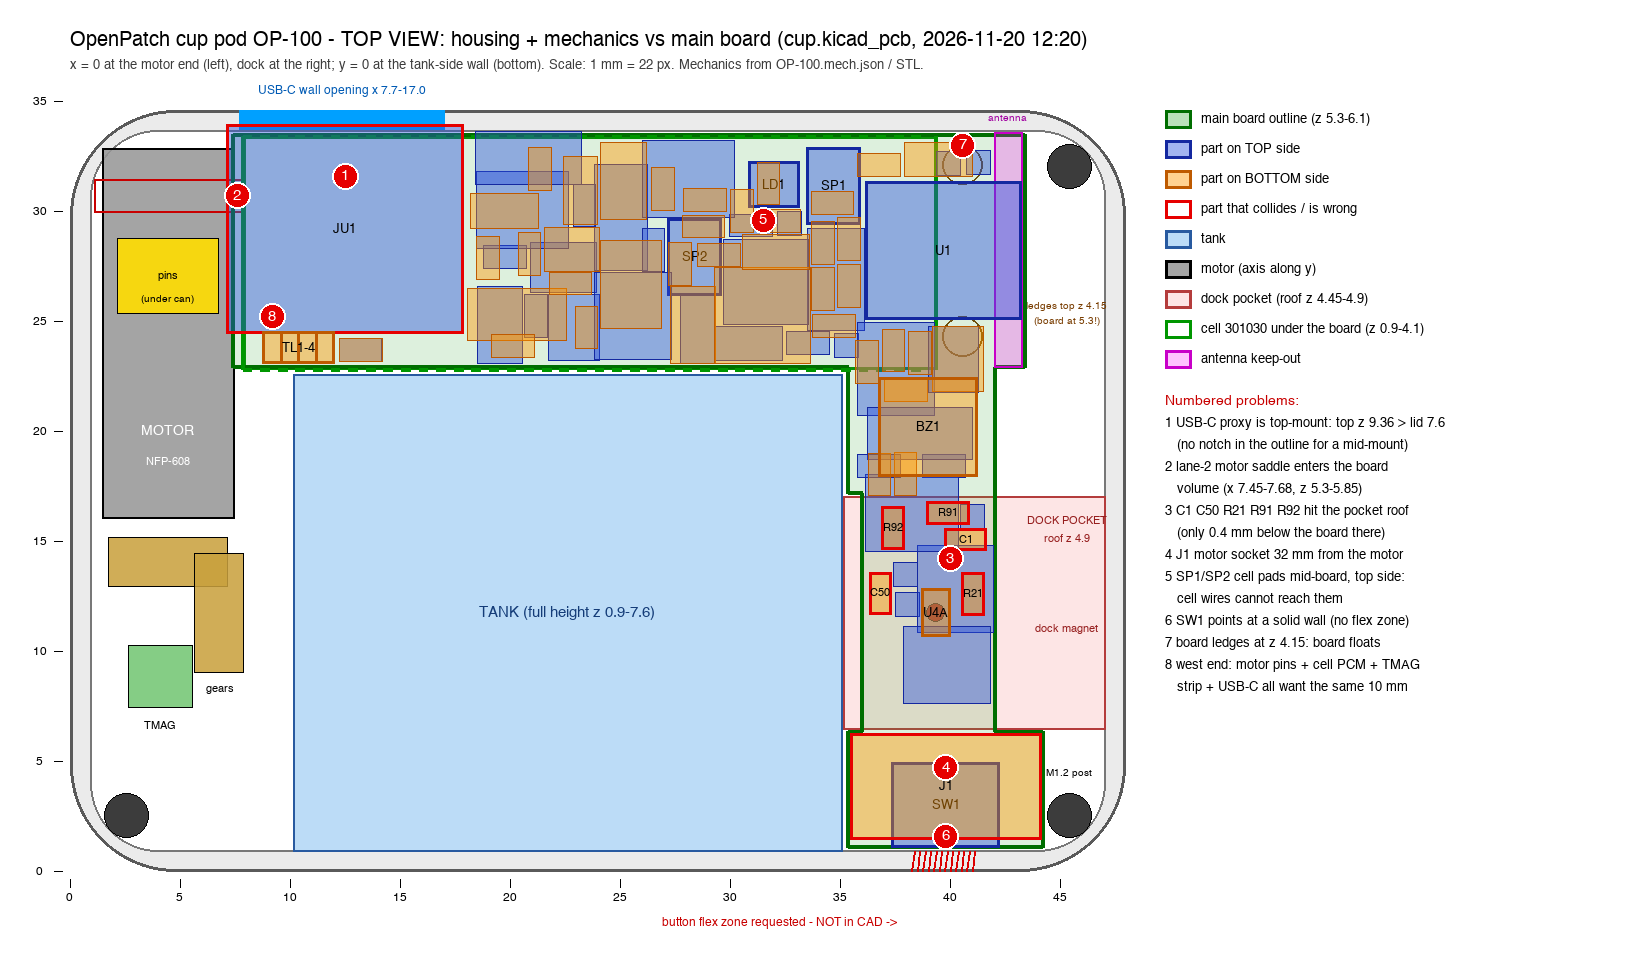 OpenPatch cup pod OP-100 - TOP VIEW: housing + mechanics vs main board (cup.kicad_pcb, 2026-11-20 12:20)
x = 0 at the motor end (left), dock at the right; y = 0 at the tank-side wall (bottom). Scale: 1 mm = 22 px. Mechanics from OP-100.mech.json / STL.
USB-C wall opening x 7.7-17.0
35
30
25
20
15
10
5
0
antenna
7
1
2
LD1
SP1
5
JU1
SP2
U1
pins
(under can)
8
TL1-4
ledges top z 4.15
(board at 5.3!)
MOTOR
NFP-608
BZ1
R91
R92
C1
DOCK POCKET
roof z 4.9
3
C50
R21
U4A
TANK (full height z 0.9-7.6)
dock magnet
gears
TMAG
4
J1
SW1
6
M1.2 post
0
5
10
15
20
25
30
35
40
45
button flex zone requested - NOT in CAD ->
main board outline (z 5.3-6.1)
part on TOP side
part on BOTTOM side
part that collides / is wrong
tank
motor (axis along y)
dock pocket (roof z 4.45-4.9)
cell 301030 under the board (z 0.9-4.1)
antenna keep-out
Numbered problems:
1 USB-C proxy is top-mount: top z 9.36 > lid 7.6
(no notch in the outline for a mid-mount)
2 lane-2 motor saddle enters the board
volume (x 7.45-7.68, z 5.3-5.85)
3 C1 C50 R21 R91 R92 hit the pocket roof
(only 0.4 mm below the board there)
4 J1 motor socket 32 mm from the motor
5 SP1/SP2 cell pads mid-board, top side:
cell wires cannot reach them
6 SW1 points at a solid wall (no flex zone)
7 board ledges at z 4.15: board floats
8 west end: motor pins + cell PCM + TMAG
strip + USB-C all want the same 10 mm